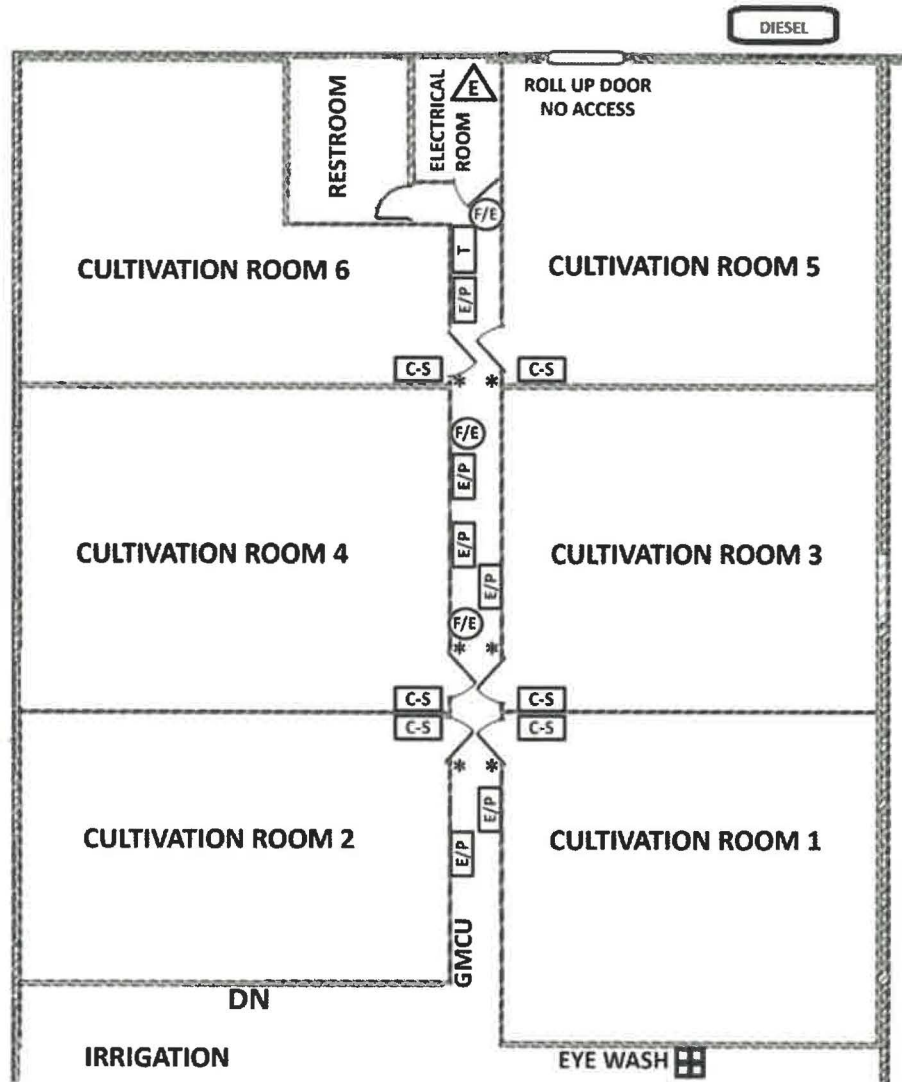 DIESEL
ROLL UP DOOR
NO ACCESS
RESTROOM
ELECTRICAL
ROOM
E
F/E
T
E/P
CULTIVATION ROOM 6
CULTIVATION ROOM 5
C-S
C-S
* *
F/E
E/P
E/P
E/P
CULTIVATION ROOM 4
CULTIVATION ROOM 3
F/E
* *
C-S
C-S
C-S
C-S
* *
E/P
E/P
CULTIVATION ROOM 2
CULTIVATION ROOM 1
GMCU
DN
IRRIGATION
EYE WASH